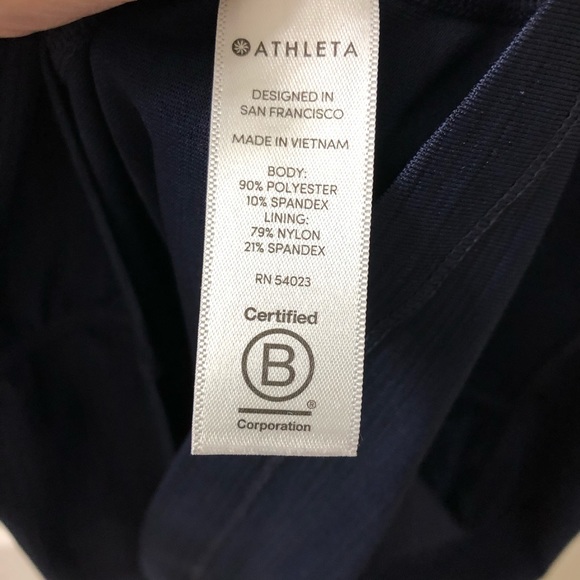 ATHLETA
DESIGNED IN
SAN FRANCISCO
MADE IN VIETNAM
BODY:
90% POLYESTER
10% SPANDEX
LINING:
79% NYLON
21% SPANDEX
RN 54023
Certified
B
®
Corporation